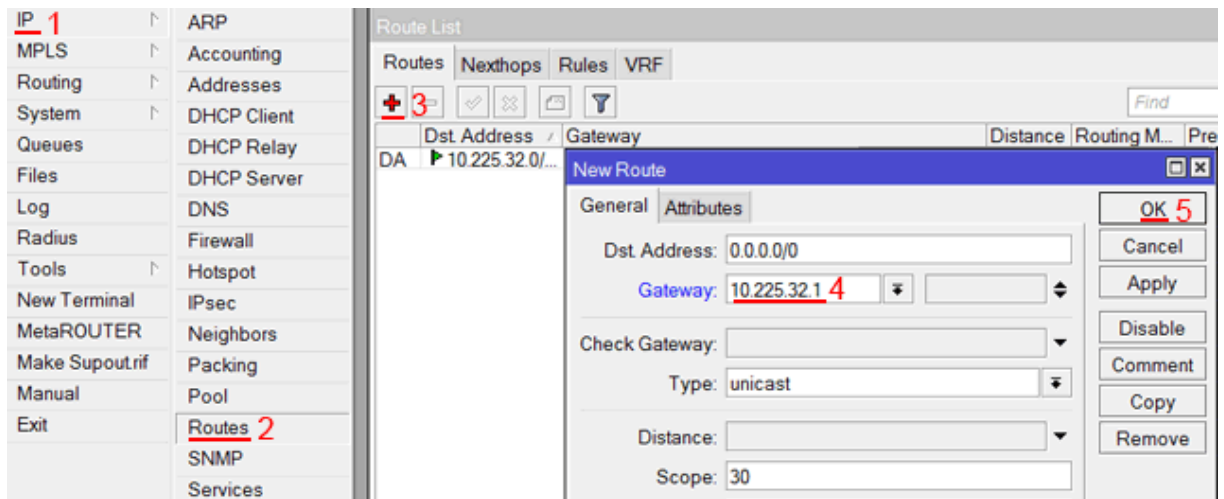 IP 1
MPLS
Routing
System
Queues
Files
Log
Radius
Tools
New Terminal
MetaROUTER
Make Supout.rif
Manual
Exit
ARP
Accounting
Addresses
DHCP Client
DHCP Relay
DHCP Server
DNS
Firewall
Hotspot
IPsec
Neighbors
Packing
Pool
Routes 2
SNMP
Services
Route List
Routes Nexthops Rules VRF
3 Find
Dst. Address Gateway Distance Routing M... Pre
DA 10.225.32.0/...
New Route
General Attributes
Dst. Address: 0.0.0.0/0
Gateway: 10.225.32.1 4
Check Gateway:
Type: unicast
Distance:
Scope: 30
OK 5
Cancel
Apply
Disable
Comment
Copy
Remove